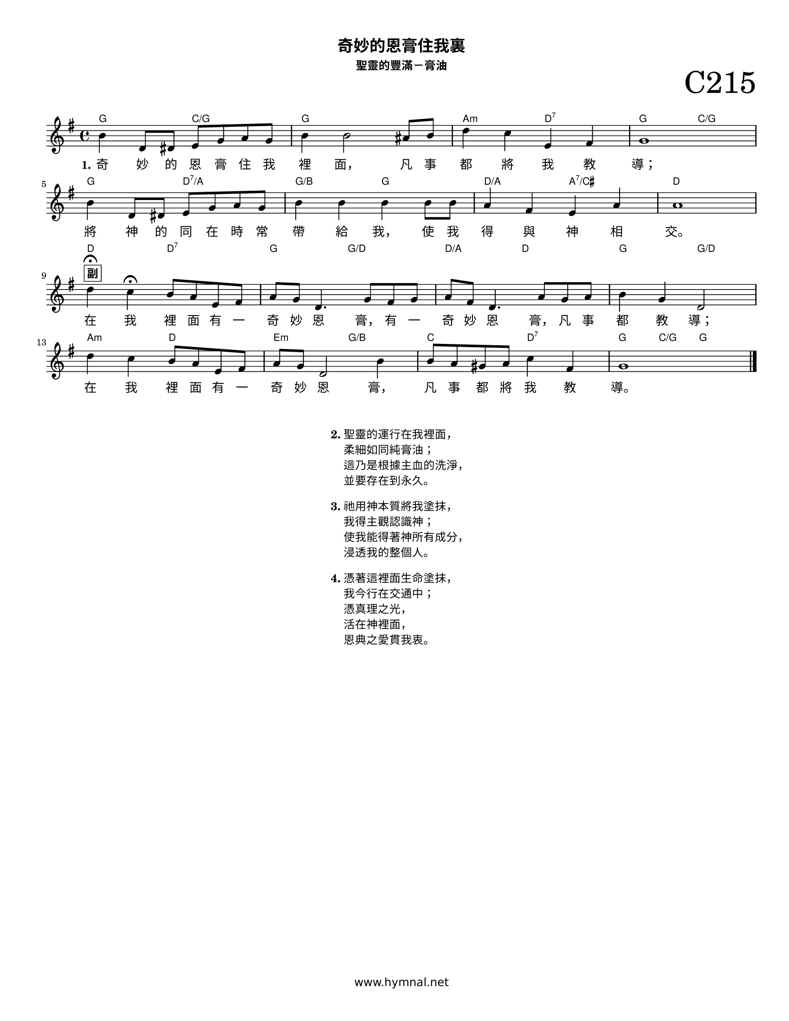 奇妙的恩膏住我裏
聖靈的豐滿－膏油
C215
G C/G G Am D7 G C/G
1. 奇 妙 的 恩 膏 住 我 裡 面， 凡 事 都 將 我 教 導；
G D7/A G/B G D/A A7/C♯ D
5
將 神 的 同 在 時 常 帶 給 我， 使 我 得 與 神 相 交。
D D7 G G/D D/A D G G/D
副
9
在 我 裡 面 有 一 奇 妙 恩 膏， 有 一 奇 妙 恩 膏， 凡 事 都 教 導；
Am D Em G/B C D7 G C/G G
13
在 我 裡 面 有 一 奇 妙 恩 膏， 凡 事 都 將 我 教 導。
2. 聖靈的運行在我裡面，
柔細如同純膏油；
這乃是根據主血的洗淨，
並要存在到永久。
3. 祂用神本質將我塗抹，
我得主觀認識神；
使我能得著神所有成分，
浸透我的整個人。
4. 憑著這裡面生命塗抹，
我今行在交通中；
憑真理之光，
活在神裡面，
恩典之愛貫我衷。
www.hymnal.net